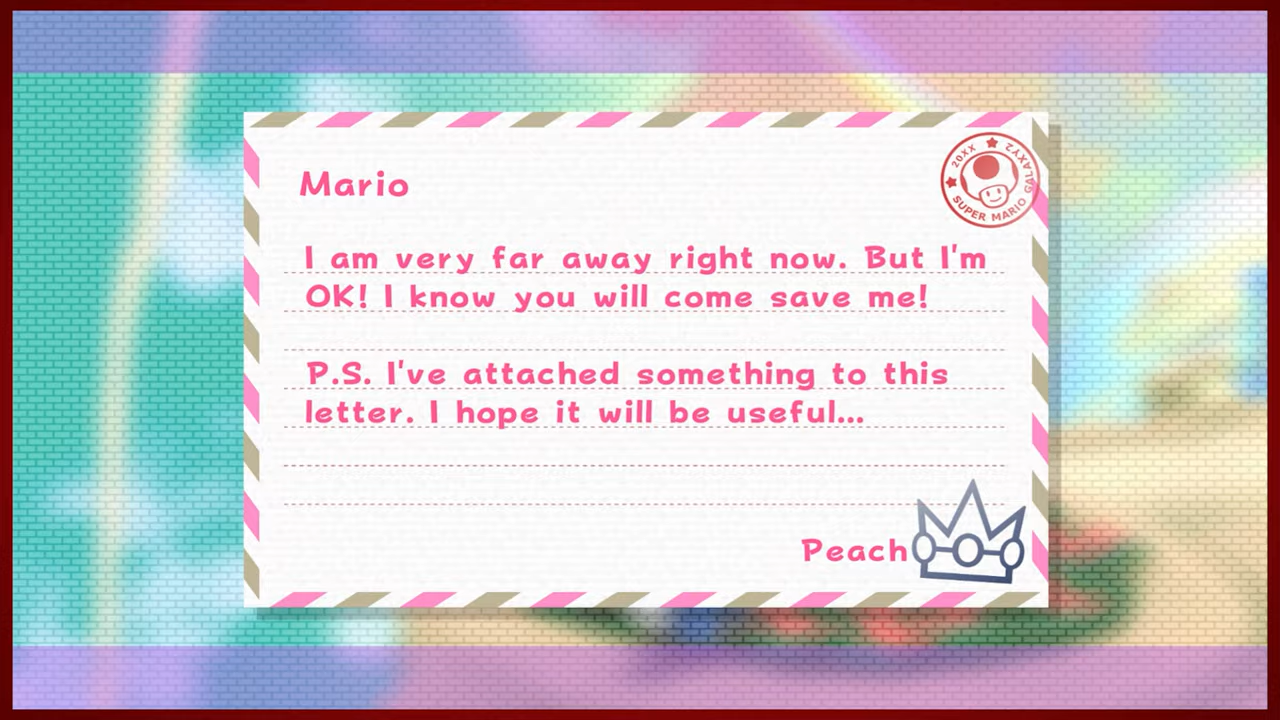 Mario
20XX
SUPER MARIO GALAXY2
I am very far away right now. But I'm
OK! I know you will come save me!
P.S. I've attached something to this
letter. I hope it will be useful...
Peach